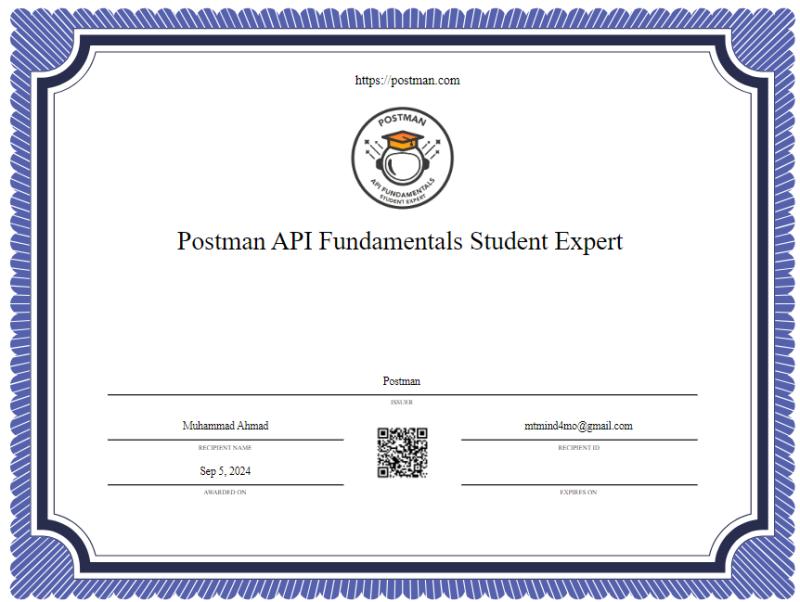 https://postman.com
POSTMAN
API FUNDAMENTALS
STUDENT EXPERT
Postman API Fundamentals Student Expert
Postman
ISSUER
Muhammad Ahmad
RECIPIENT NAME
mtmind4mo@gmail.com
RECIPIENT ID
Sep 5, 2024
AWARDED ON
EXPIRES ON